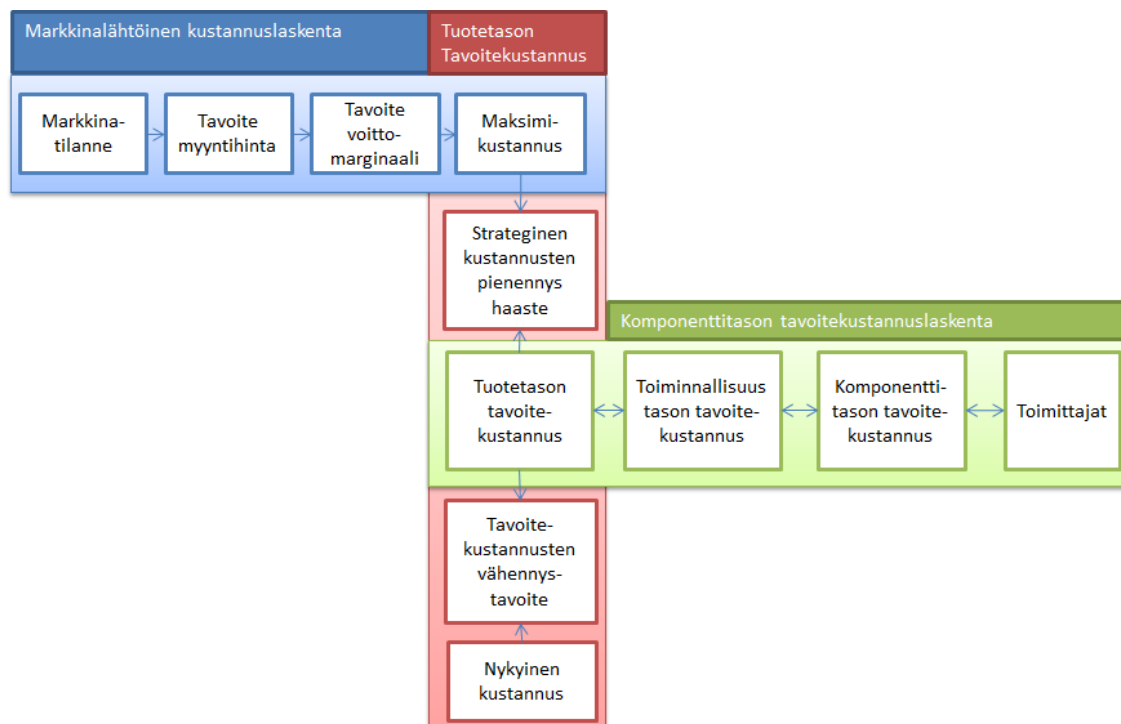 Markkinalähtöinen kustannuslaskenta
Tuotetason
Tavoitekustannus
Markkina-
tilanne
Tavoite
myyntihinta
Tavoite
voitto-
marginaali
Maksimi-
kustannus
Strateginen
kustannusten
pienennys
haaste
Komponenttitason tavoitekustannuslaskenta
Tuotetason
tavoite-
kustannus
Toiminnallisuus
tason tavoite-
kustannus
Komponentti-
tason tavoite-
kustannus
Toimittajat
Tavoite-
kustannusten
vähennys-
tavoite
Nykyinen
kustannus